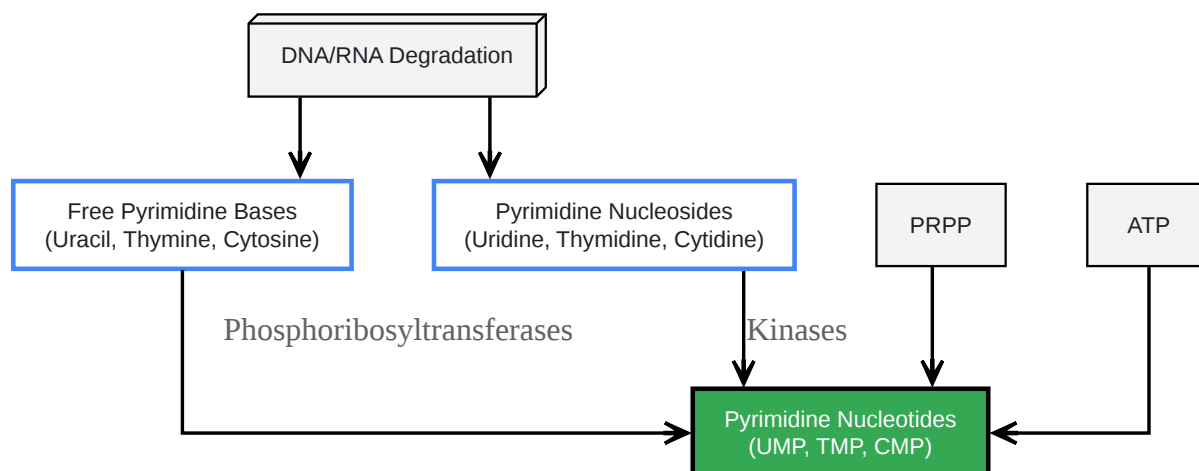 DNA/RNA Degradation
Free Pyrimidine Bases
(Uracil, Thymine, Cytosine)
Pyrimidine Nucleosides
(Uridine, Thymidine, Cytidine)
PRPP
ATP
Phosphoribosyltransferases
Kinases
Pyrimidine Nucleotides
(UMP, TMP, CMP)